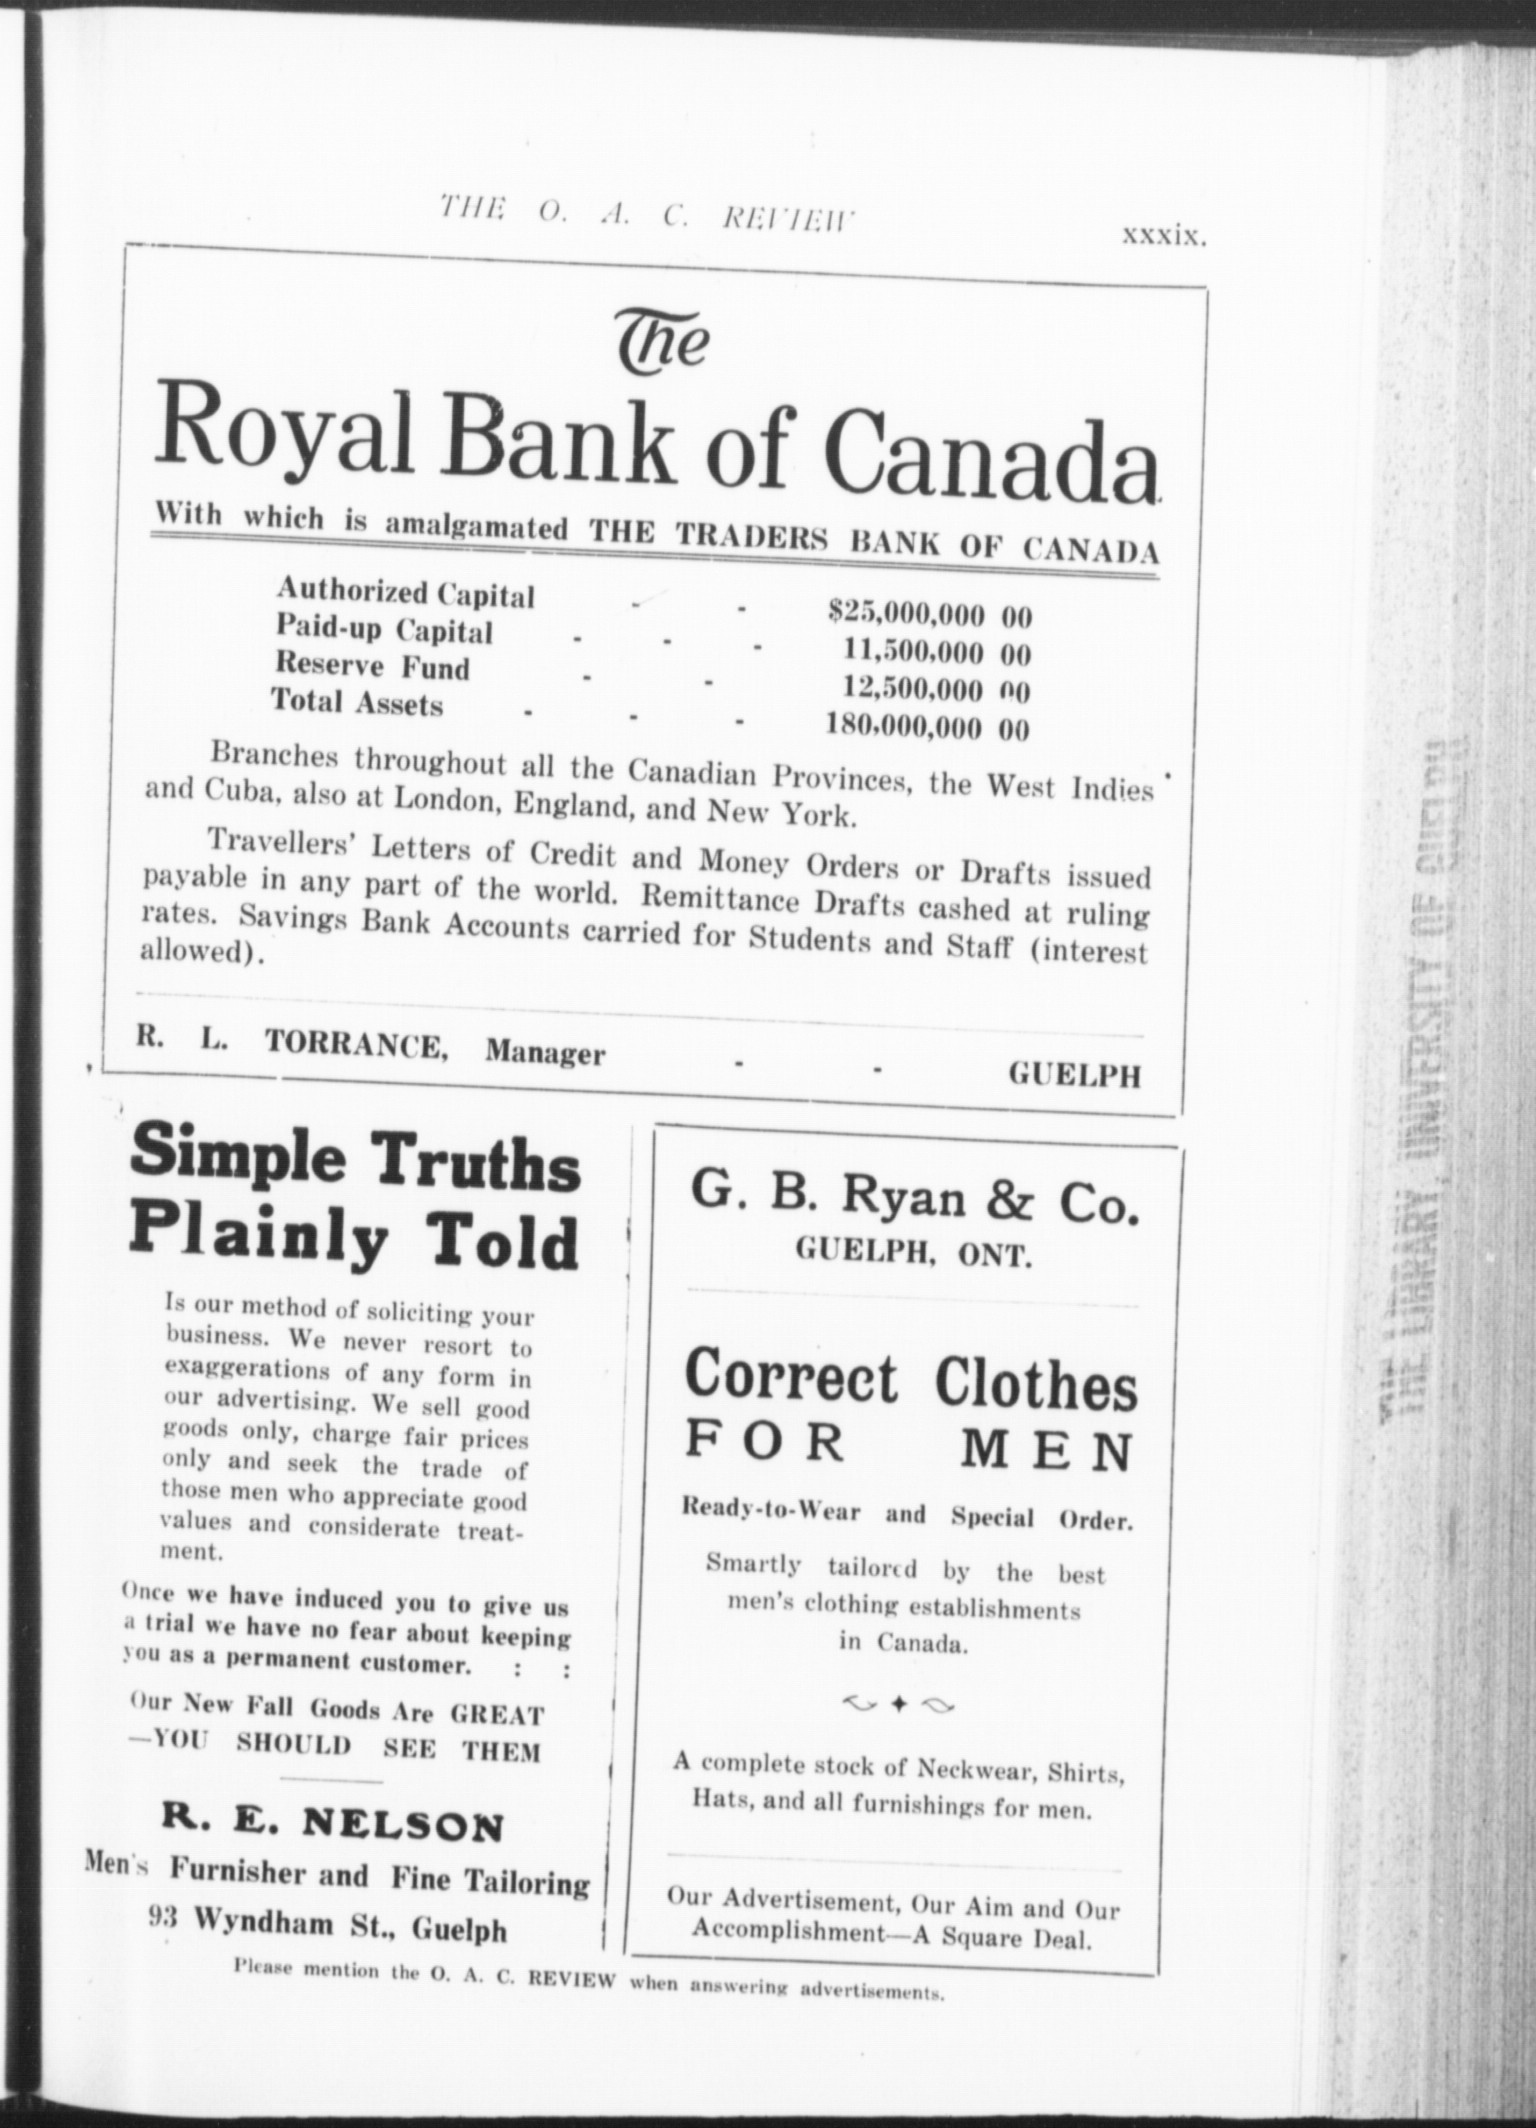 THE O. A. C. REVIEW xxxix.
The
Royal Bank of Canada
With which is amalgamated THE TRADERS BANK OF CANADA
Authorized Capital - - $25,000,000 00
Paid-up Capital - - - 11,500,000 00
Reserve Fund - - 12,500,000 00
Total Assets - - - 180,000,000 00
Branches throughout all the Canadian Provinces, the West Indies
and Cuba, also at London, England, and New York.
Travellers' Letters of Credit and Money Orders or Drafts issued
payable in any part of the world. Remittance Drafts cashed at ruling
rates. Savings Bank Accounts carried for Students and Staff (interest
allowed).
R. L. TORRANCE, Manager - - GUELPH
Simple Truths
Plainly Told
Is our method of soliciting your
business. We never resort to
exaggerations of any form in
our advertising. We sell good
goods only, charge fair prices
only and seek the trade of
those men who appreciate good
values and considerate treat-
ment.
Once we have induced you to give us
a trial we have no fear about keeping
you as a permanent customer. : :
Our New Fall Goods Are GREAT
—YOU SHOULD SEE THEM
R. E. NELSON
Men's Furnisher and Fine Tailoring
93 Wyndham St., Guelph
G. B. Ryan & Co.
GUELPH, ONT.
Correct Clothes
FOR MEN
Ready-to-Wear and Special Order.
Smartly tailored by the best
men's clothing establishments
in Canada.
A complete stock of Neckwear, Shirts,
Hats, and all furnishings for men.
Our Advertisement, Our Aim and Our
Accomplishment—A Square Deal.
Please mention the O. A. C. REVIEW when answering advertisements.
THE LIBRARY, UNIVERSITY OF GUELPH